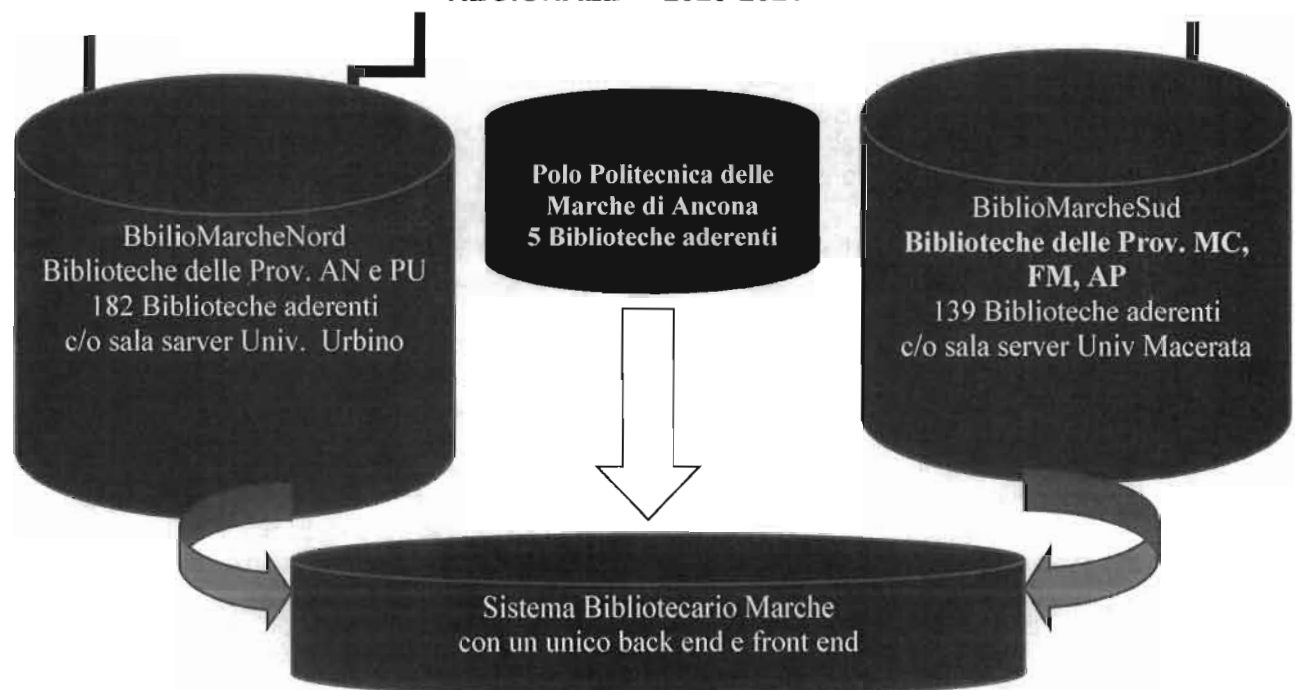 BbilioMarcheNord
Biblioteche delle Prov. AN e PU
182 Biblioteche aderenti
c/o sala sarver Univ. Urbino
Polo Politecnica delle
Marche di Ancona
5 Biblioteche aderenti
BiblioMarcheSud
Biblioteche delle Prov. MC,
FM, AP
139 Biblioteche aderenti
c/o sala server Univ Macerata
Sistema Bibliotecario Marche
con un unico back end e front end